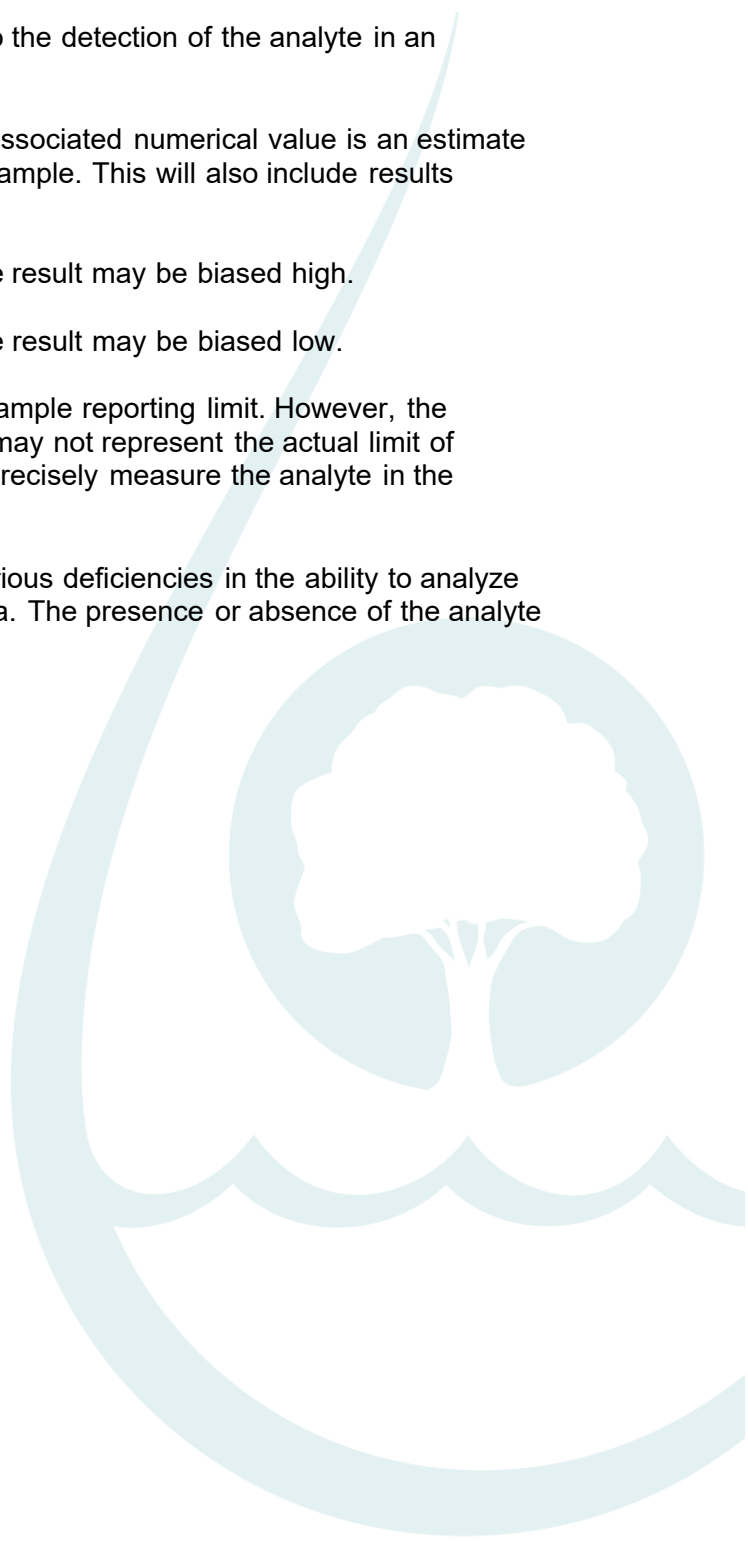 the detection of the analyte in an
ssociated numerical value is an estimate
ample. This will also include results
result may be biased high.
result may be biased low.
ample reporting limit. However, the
may not represent the actual limit of
recisely measure the analyte in the
ious deficiencies in the ability to analyze
a. The presence or absence of the analyte